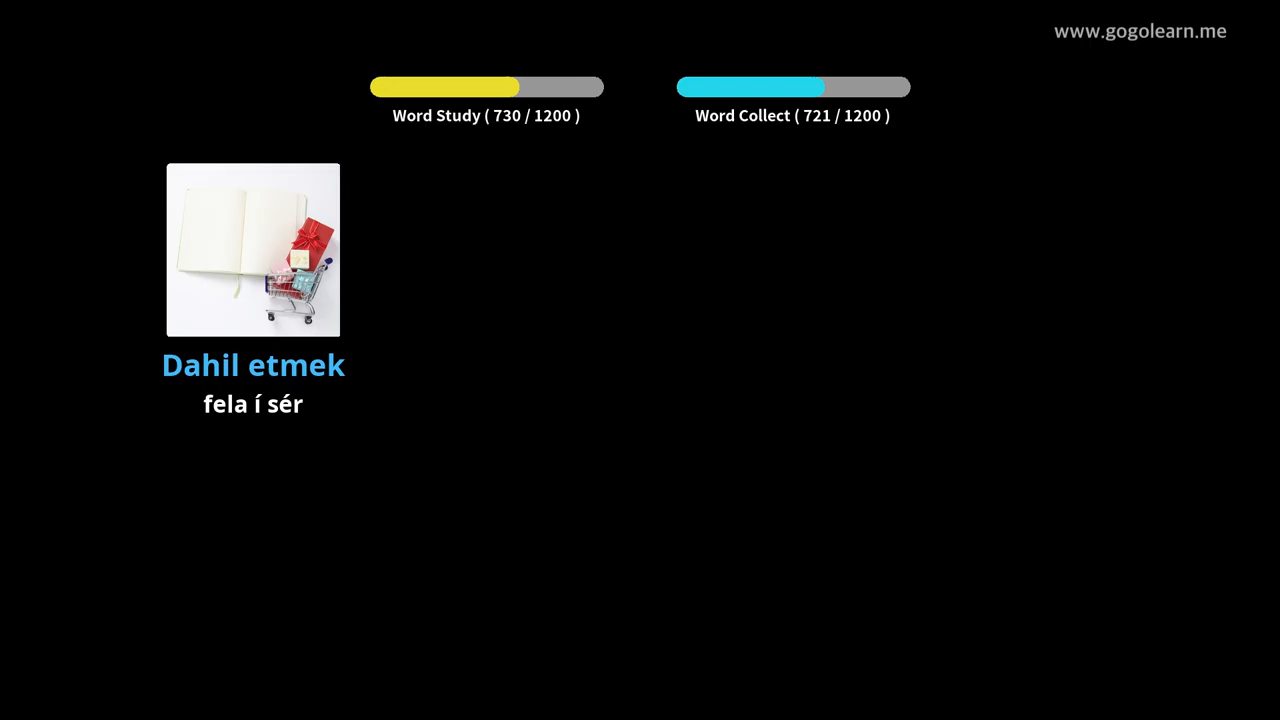 www.gogolearn.me
Word Study ( 730 / 1200 )
Word Collect ( 721 / 1200 )
Dahil etmek
fela í sér